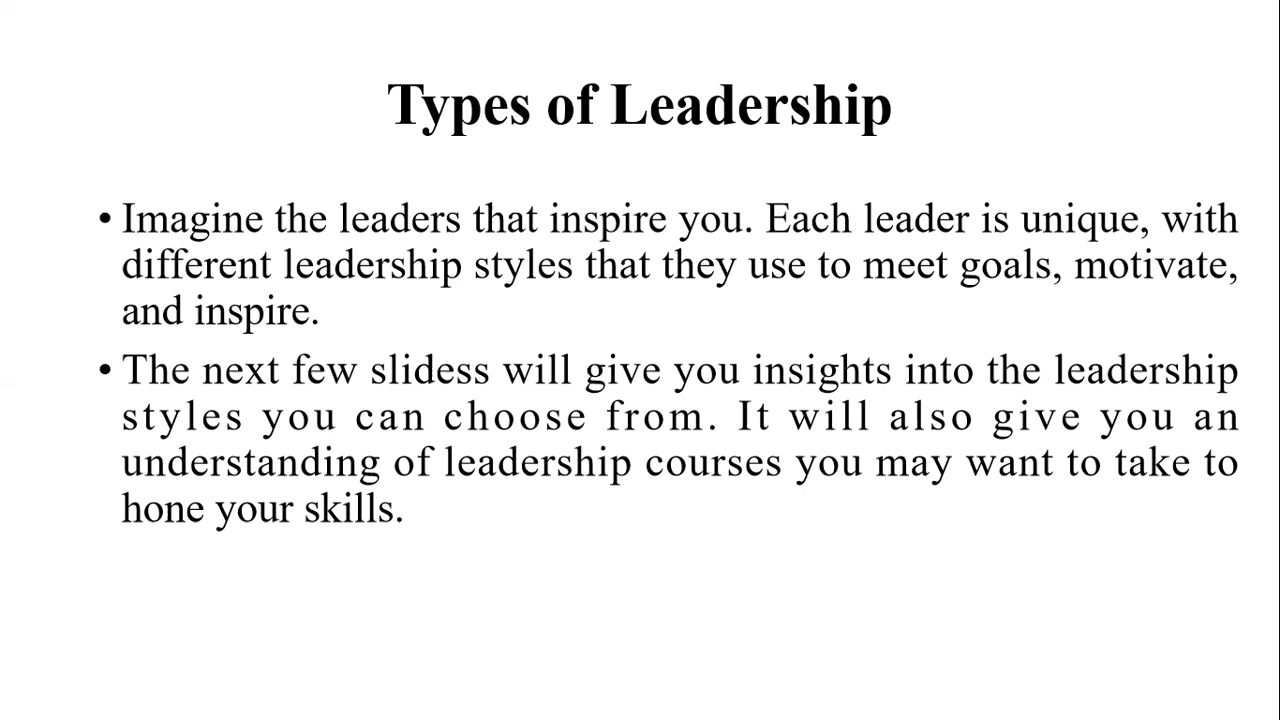 Types of Leadership
• Imagine the leaders that inspire you. Each leader is unique, with
different leadership styles that they use to meet goals, motivate,
and inspire.
• The next few slidess will give you insights into the leadership
styles you can choose from. It will also give you an
understanding of leadership courses you may want to take to
hone your skills.